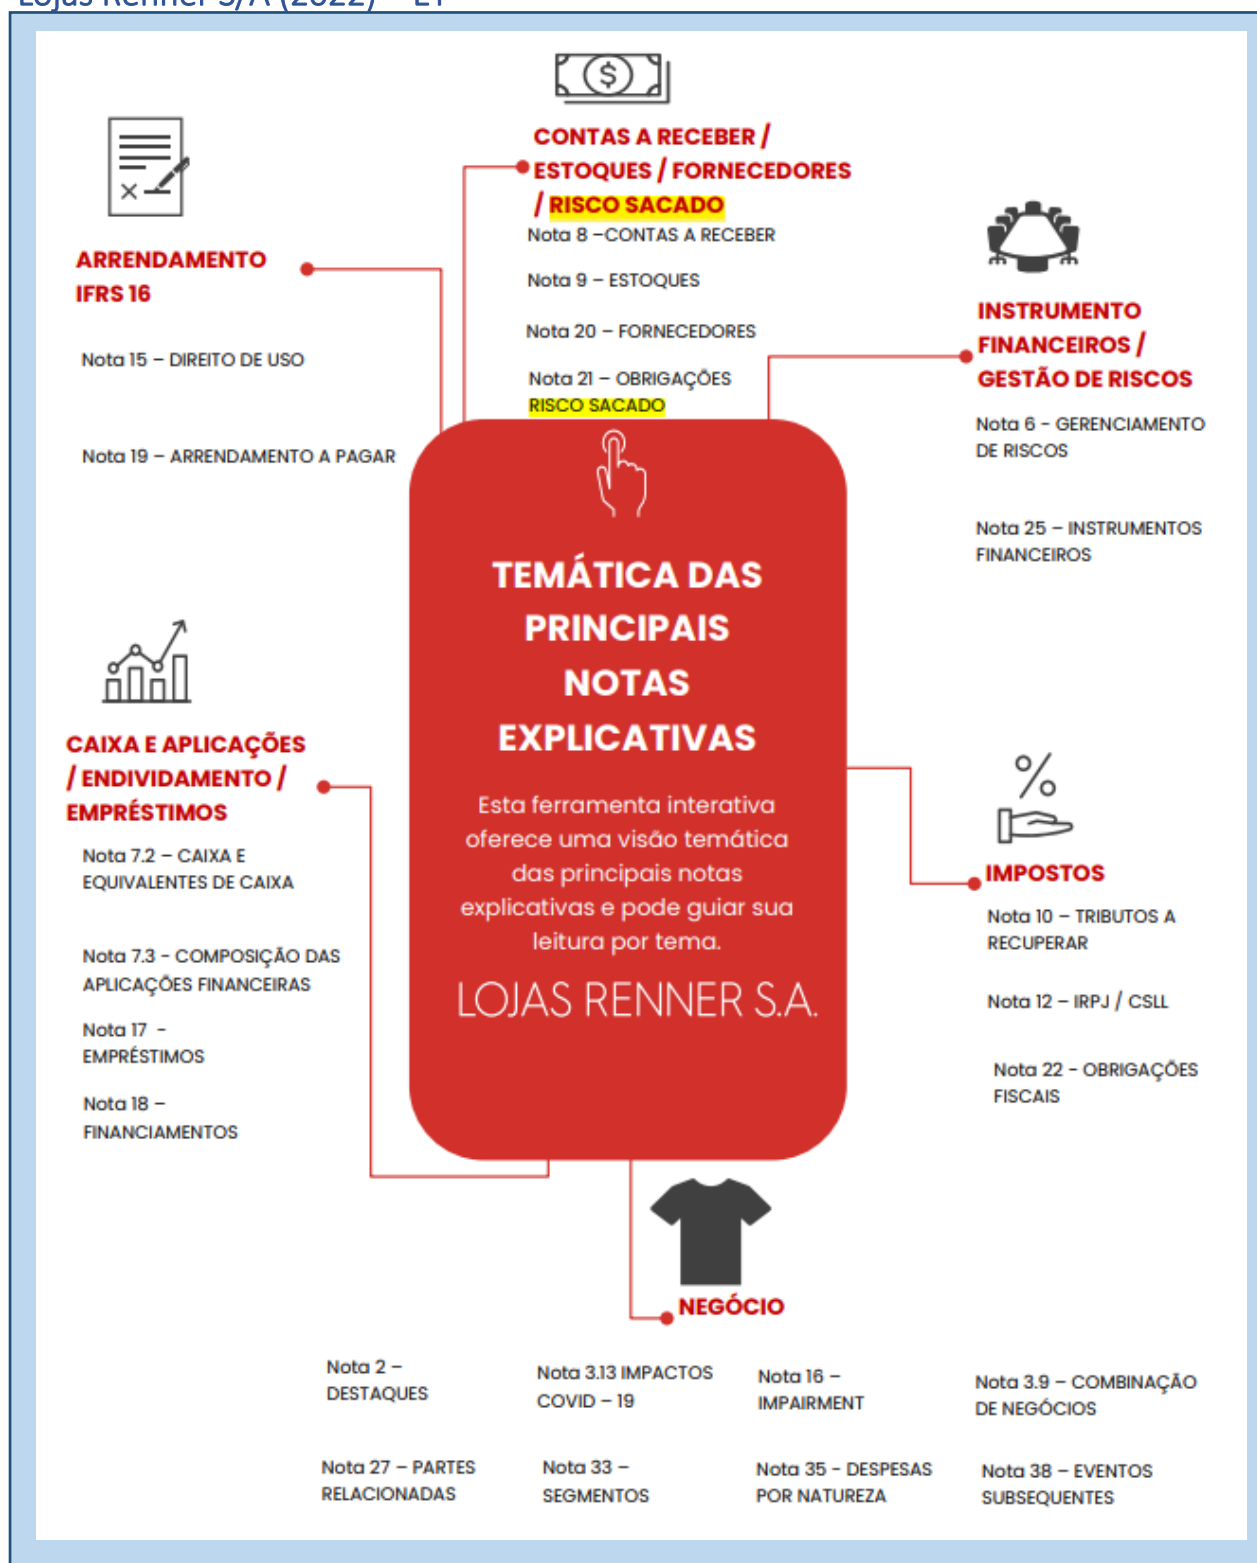 Lojas Renner S/A (2022) – ET
CONTAS A RECEBER /
ESTOQUES / FORNECEDORES
/ RISCO SACADO
Nota 8 –CONTAS A RECEBER
Nota 9 – ESTOQUES
Nota 20 – FORNECEDORES
Nota 21 – OBRIGAÇÕES
RISCO SACADO
ARRENDAMENTO
IFRS 16
Nota 15 – DIREITO DE USO
Nota 19 – ARRENDAMENTO A PAGAR
INSTRUMENTO
FINANCEIROS /
GESTÃO DE RISCOS
Nota 6 - GERENCIAMENTO
DE RISCOS
Nota 25 – INSTRUMENTOS
FINANCEIROS
TEMÁTICA DAS
PRINCIPAIS
NOTAS
EXPLICATIVAS
Esta ferramenta interativa
oferece uma visão temática
das principais notas
explicativas e pode guiar sua
leitura por tema.
LOJAS RENNER S.A.
CAIXA E APLICAÇÕES
/ ENDIVIDAMENTO /
EMPRÉSTIMOS
Nota 7.2 – CAIXA E
EQUIVALENTES DE CAIXA
Nota 7.3 - COMPOSIÇÃO DAS
APLICAÇÕES FINANCEIRAS
Nota 17 -
EMPRÉSTIMOS
Nota 18 –
FINANCIAMENTOS
IMPOSTOS
Nota 10 – TRIBUTOS A
RECUPERAR
Nota 12 – IRPJ / CSLL
Nota 22 - OBRIGAÇÕES
FISCAIS
NEGÓCIO
Nota 2 –
DESTAQUES
Nota 3.13 IMPACTOS
COVID – 19
Nota 16 –
IMPAIRMENT
Nota 3.9 – COMBINAÇÃO
DE NEGÓCIOS
Nota 27 – PARTES
RELACIONADAS
Nota 33 –
SEGMENTOS
Nota 35 - DESPESAS
POR NATUREZA
Nota 38 – EVENTOS
SUBSEQUENTES